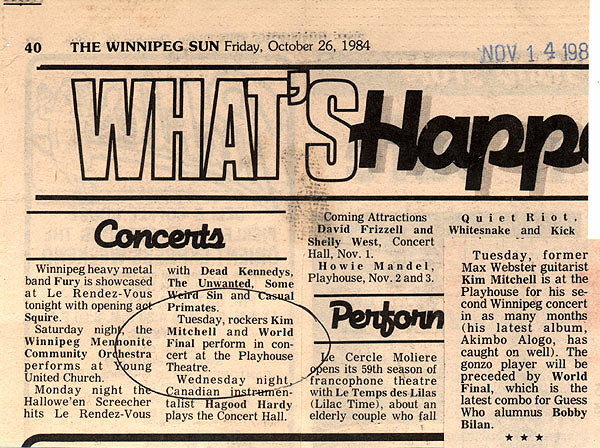 40 THE WINNIPEG SUN Friday, October 26, 1984
NOV 14 198
WHAT'S Happe
Concerts
Winnipeg heavy metal
band Fury is showcased
at Le Rendez-Vous
tonight with opening act
Squire.
Saturday night, the
Winnipeg Mennonite
Community Orchestra
performs at Young
United Church.
Monday night the
Hallowe'en Screecher
hits Le Rendez-Vous
with Dead Kennedys,
The Unwanted, Some
Weird Sin and Casual
Primates.
Tuesday, rockers Kim
Mitchell and World
Final perform in con-
cert at the Playhouse
Theatre.
Wednesday night,
Canadian instrumen-
talist Hagood Hardy
plays the Concert Hall.
Coming Attractions
David Frizzell and
Shelly West, Concert
Hall, Nov. 1.
Howie Mandel,
Playhouse, Nov. 2 and 3.
Perform
Le Cercle Moliere
opens its 59th season of
francophone theatre
with Le Temps des Lilas
(Lilac Time), about an
elderly couple who fall
Quiet Riot,
Whitesnake and Kick
Tuesday, former
Max Webster guitarist
Kim Mitchell is at the
Playhouse for his se-
cond Winnipeg concert
in as many months
(his latest album,
Akimbo Alogo, has
caught on well). The
gonzo player will be
preceded by World
Final, which is the
latest combo for Guess
Who alumnus Bobby
Bilan.
★ ★ ★